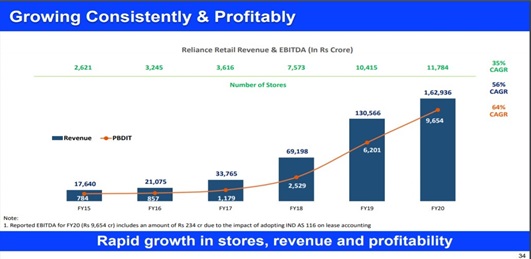 Growing Consistently & Profitably
Reliance Retail Revenue & EBITDA (In Rs Crore)
2,621 3,245 3,616 7,573 10,415 11,784 35% CAGR
Number of Stores
56% CAGR
64% CAGR
1,62,936
130,566
9,654
69,198
6,201
Revenue PBDIT
33,765
17,640 21,075
2,529
784 857 1,179
FY15 FY16 FY17 FY18 FY19 FY20
Note:
1. Reported EBITDA for FY20 (Rs 9,654 cr) includes an amount of Rs 234 cr due to the impact of adopting IND AS 116 on lease accounting
Rapid growth in stores, revenue and profitability
34